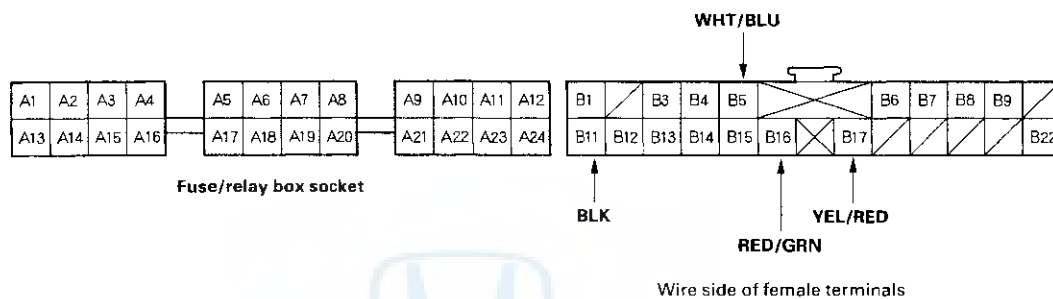 WHT/BLU
A1 A2 A3 A4 A5 A6 A7 A8 A9 A10 A11 A12 B1 B3 B4 B5 B6 B7 B8 B9
A13 A14 A15 A16 A17 A18 A19 A20 A21 A22 A23 A24 B11 B12 B13 B14 B15 B16 B17 B22
Fuse/relay box socket
BLK
YEL/RED
RED/GRN
Wire side of female terminals